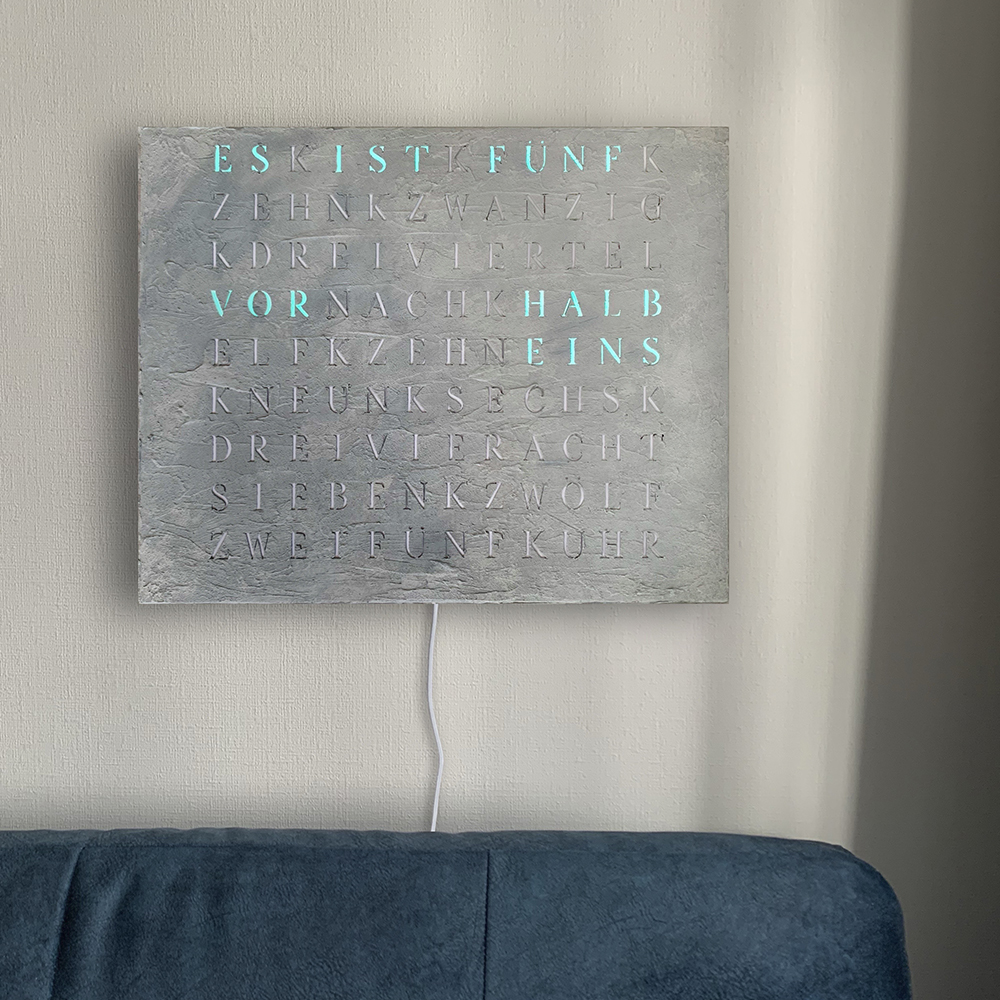 ESKISTKFÜNFK
ZEHNKZWANZIG
KDREIVIERTEL
VORNACHKHALB
ELFKZEHNEINS
KNEUNKSECHSK
DREIVIERACHT
SIEBENKZWÖLF
ZWEIFÜNFKUHR